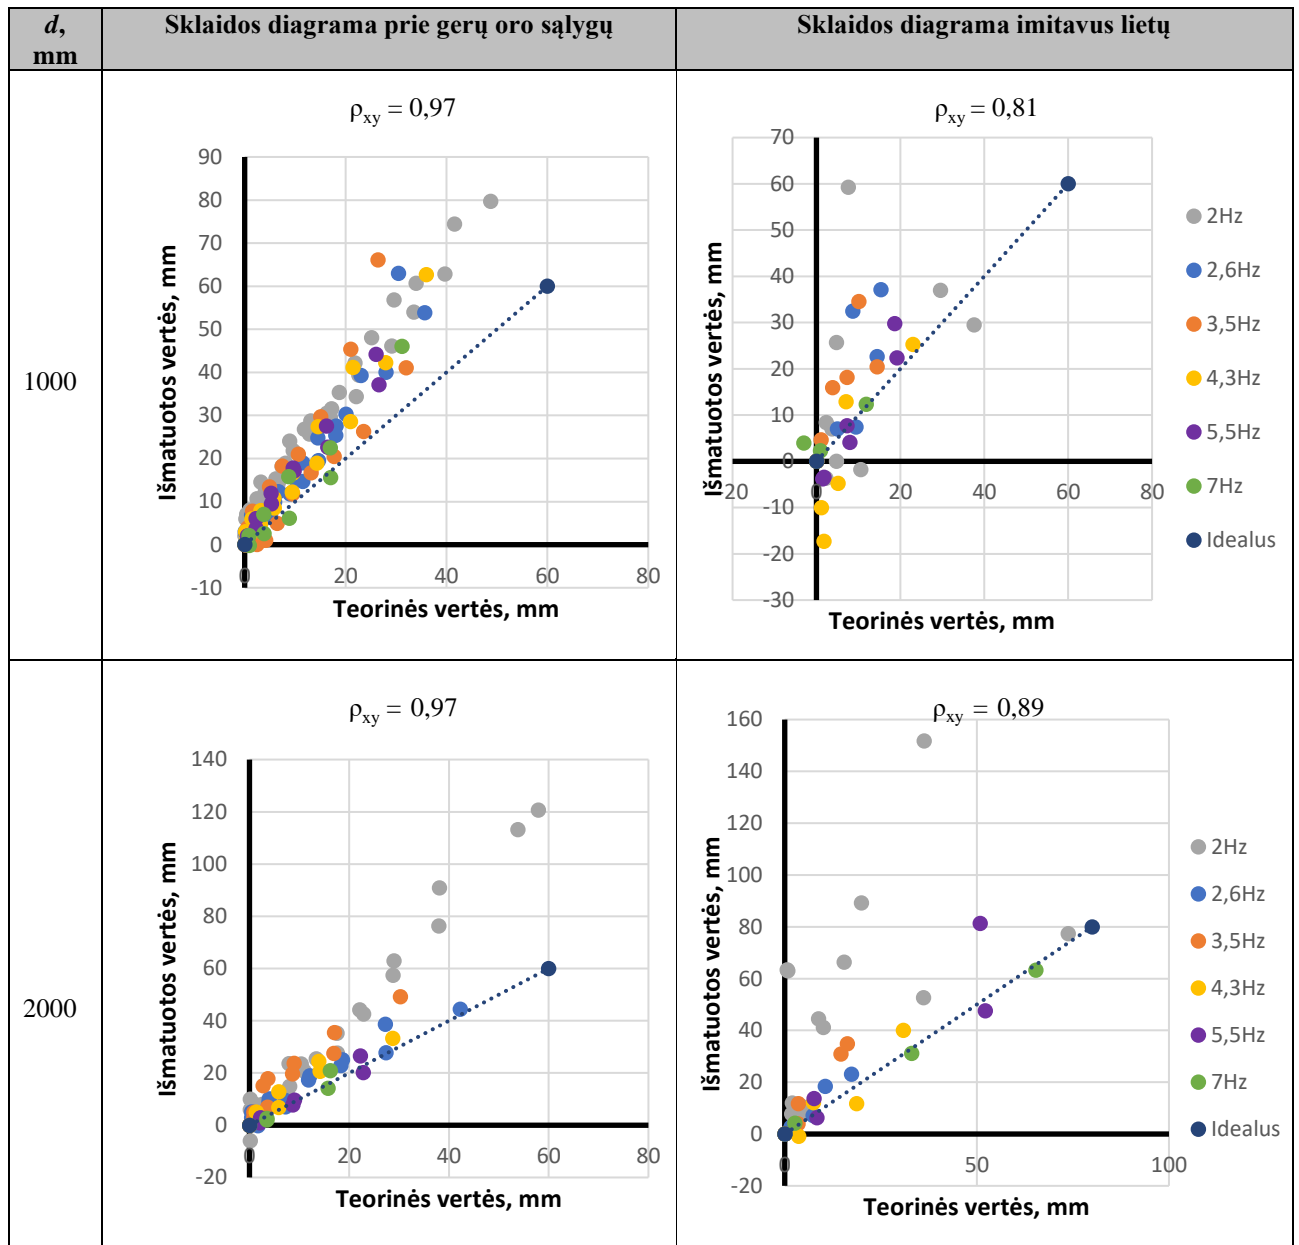 d, mm
Sklaidos diagrama prie gerų oro sąlygų
Sklaidos diagrama imitavus lietų
1000
ρxy = 0,97
90
80
70
60
50
40
30
20
10
0
-10
0
20
40
60
80
Išmatuotos vertės, mm
Teorinės vertės, mm
ρxy = 0,81
70
60
50
40
30
20
10
0
-10
-20
-30
20
0
20
40
60
80
Išmatuotos vertės, mm
Teorinės vertės, mm
2Hz
2,6Hz
3,5Hz
4,3Hz
5,5Hz
7Hz
Idealus
2000
ρxy = 0,97
140
120
100
80
60
40
20
0
-20
0
20
40
60
80
Išmatuotos vertės, mm
Teorinės vertės, mm
ρxy = 0,89
160
140
120
100
80
60
40
20
0
-20
0
50
100
Išmatuotos vertės, mm
Teorinės vertės, mm
2Hz
2,6Hz
3,5Hz
4,3Hz
5,5Hz
7Hz
Idealus